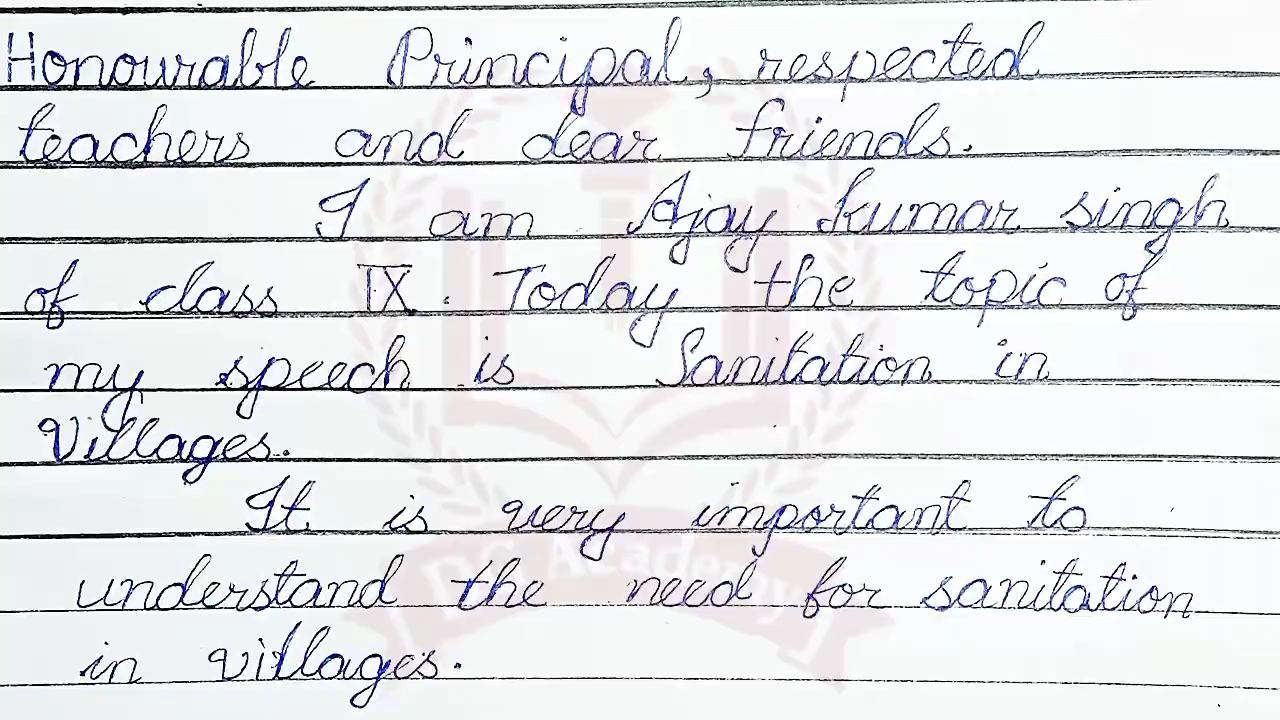 Honourable Principal, respected
teachers and dear friends.
I am Ajay Kumar singh
of class IX. Today the topic of
my speech is Sanitation in
Villages.
It is very important to
understand the need for sanitation
in villages.
Academy